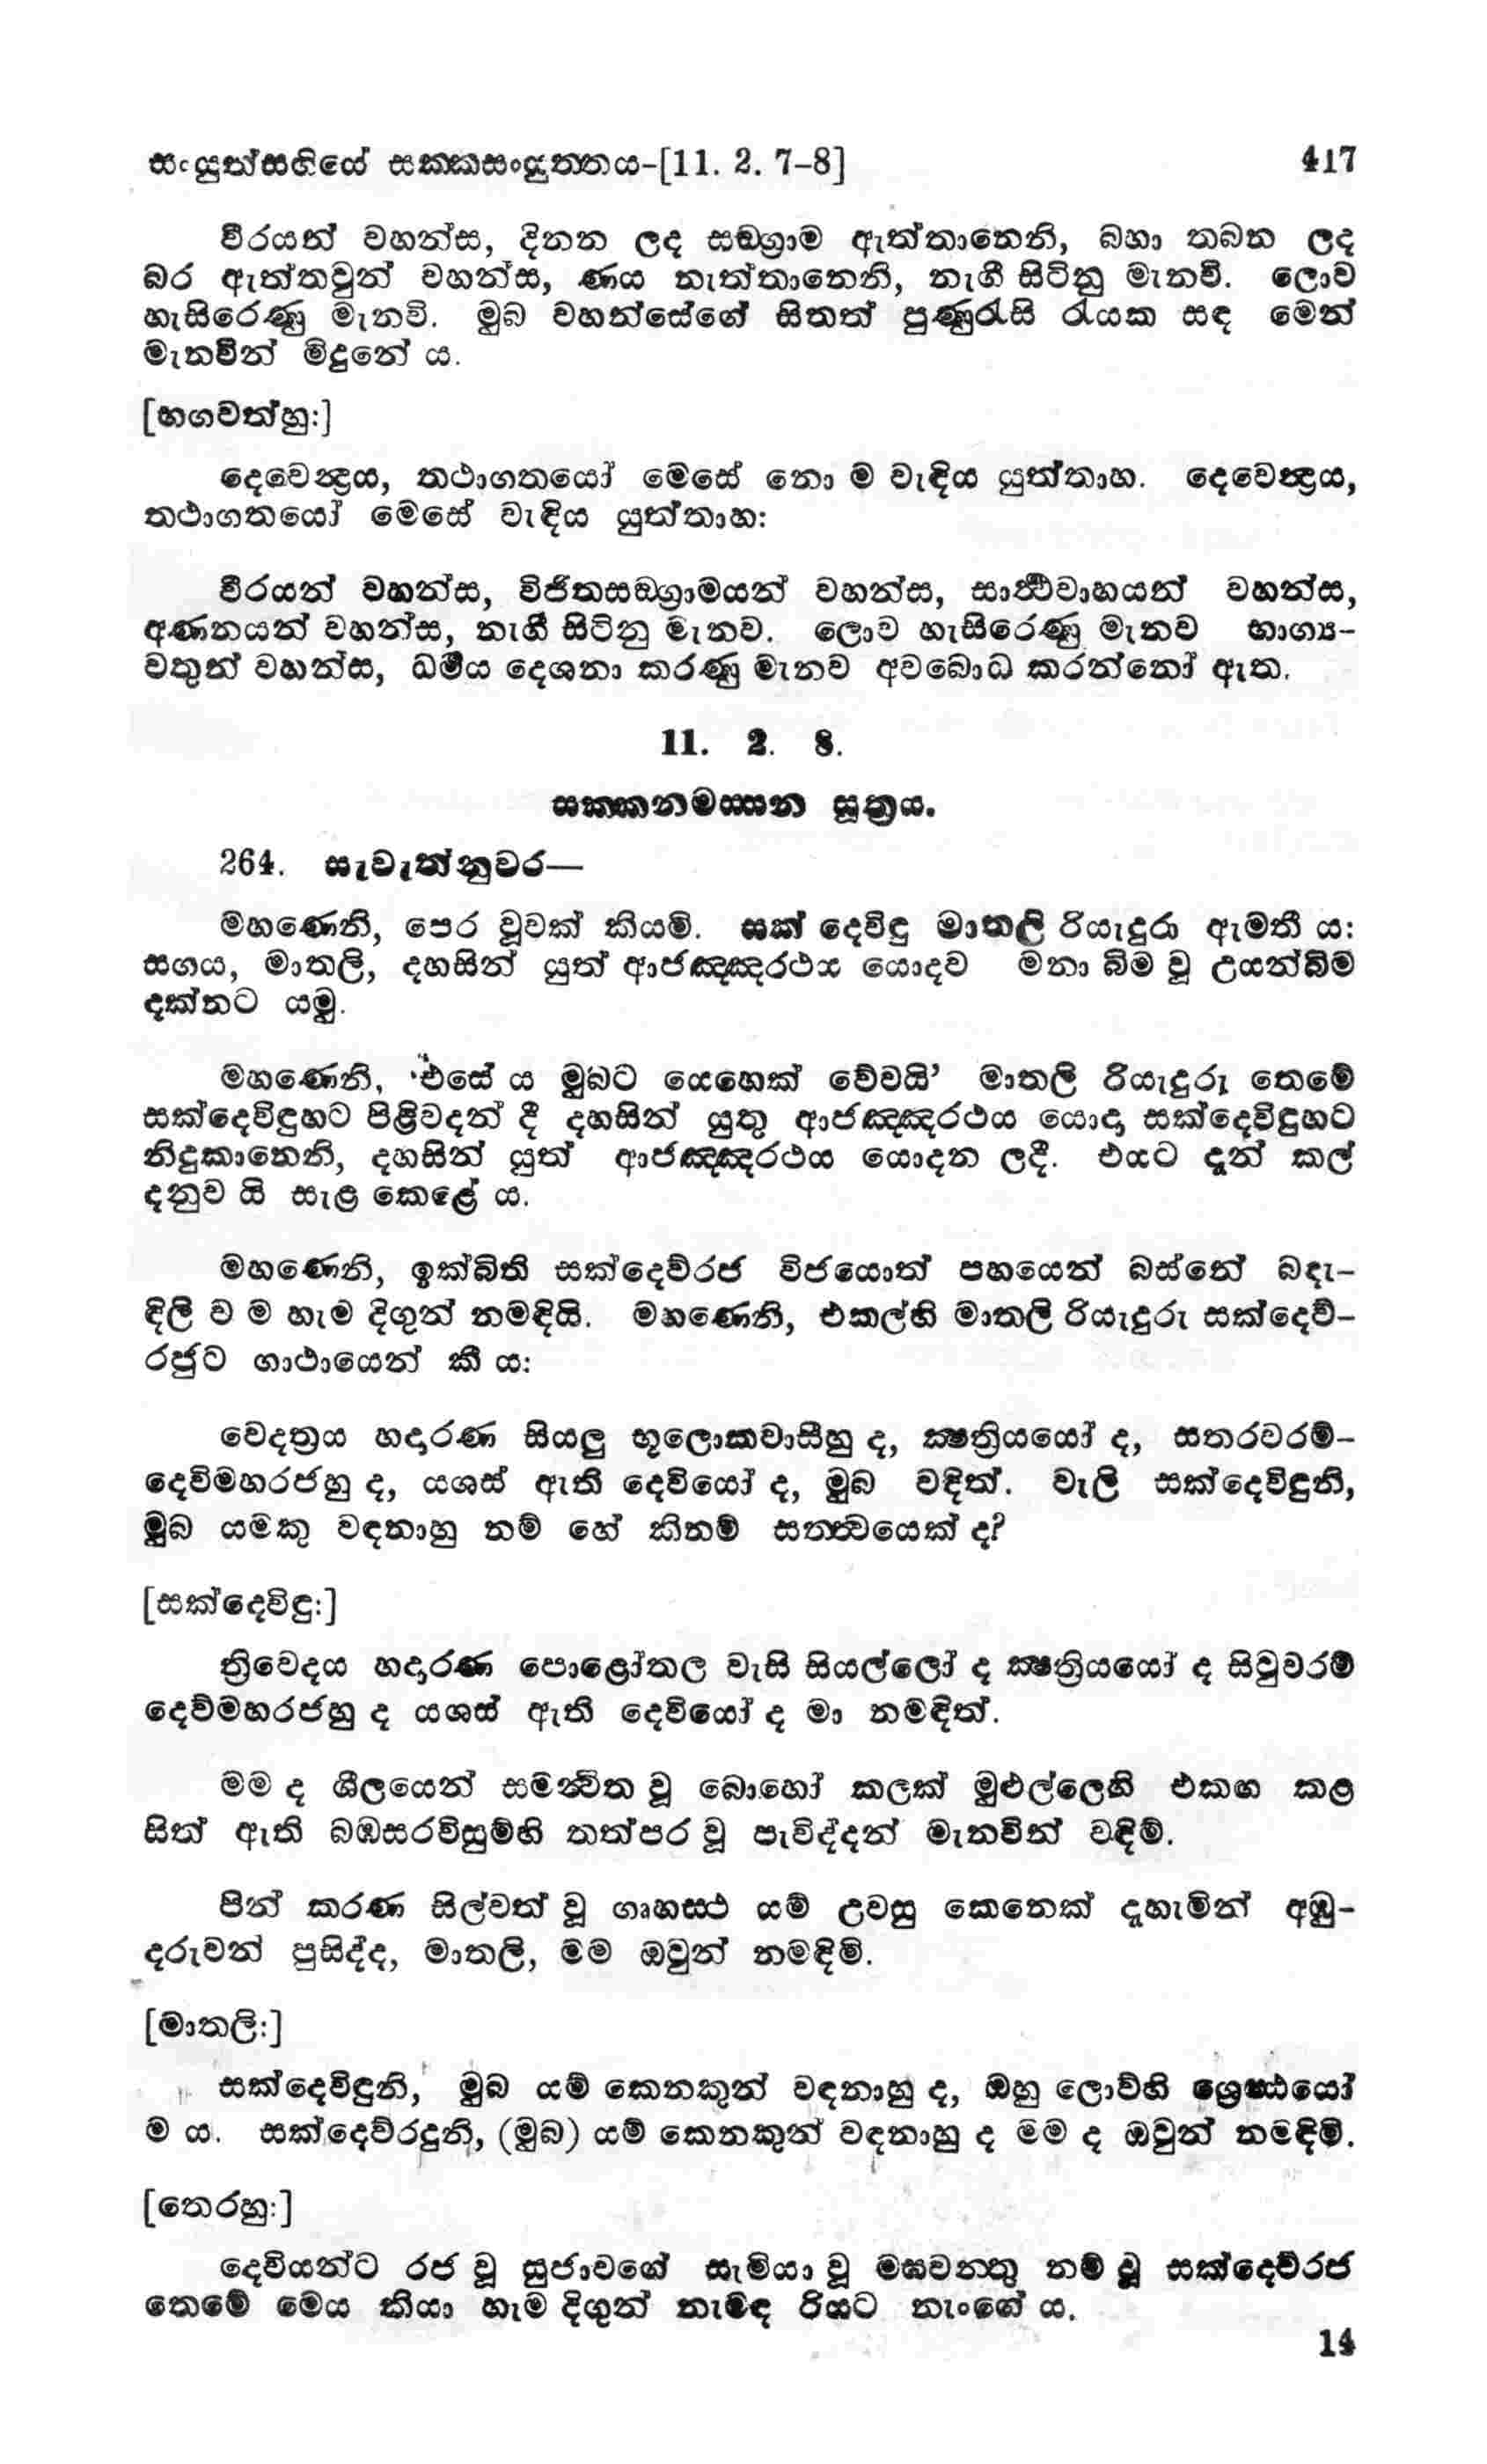 සංයුත්සඟියේ සක්කසංයුත්තය-[11. 2. 7-8] 417
වීරයන් වහන්ස, දිනන ලද සඞග්‍රාම ඇත්තානෙනි, බහා තබන ලද
බර ඇත්තවුන් වහන්ස, ණය නැත්තානෙනි, නැගී සිටිනු මැනවි. ලොව
හැසිරෙණු මැනවි. මුබ වහන්සේගේ සිතත් පුණුරැසි රැයක සඳ මෙන්
මැනවින් මිදුනේ ය.
[භගවත්හු:]
දෙවෙන්‍ද්‍රය, තථාගතයෝ මෙසේ නො ම වැඳිය යුත්තාහ. දෙවෙන්‍ද්‍රය,
තථාගතයෝ මෙසේ වැඳිය යුත්තාහ:
වීරයන් වහන්ස, විජිතසඞග්‍රාමයන් වහන්ස, සාර්‍ථවාහයන් වහන්ස,
අණනයන් වහන්ස, නැගී සිටිනු මැනව. ලොව හැසිරෙණු මැනව භාග්‍ය-
වතුන් වහන්ස, ධර්‍මය දෙශනා කරණු මැනව අවබොධ කරන්නෝ ඇත.
11. 2. 8.
සක්කනමස්සන සූත්‍රය.
264. සැවැත්නුවර—
මහණෙනි, පෙර වූවක් කියමි. සක් දෙවිඳු මාතලි රියැදුරා ඇමතී ය:
සගය, මාතලි, දහසින් යුත් ආජඤ්ඤරථය යොදව මනා බිම වූ උයන්බිම
දක්නට යමු.
මහණෙනි, ‘එසේ ය මුබට යෙහෙක් වේවයි’ මාතලි රියැදුරු තෙමේ
සක්දෙවිඳුහට පිළිවදන් දී දහසින් යුතු ආජඤ්ඤරථය යොදා සක්දෙවිඳුහට
නිදුකානෙනි, දහසින් යුත් ආජඤ්ඤරථය යොදන ලදී. එයට දැන් කල්
දනුව යි සැළ කෙළේ ය.
මහණෙනි, ඉක්බිති සක්දෙව්රජ විජයොත් පහයෙන් බස්නේ බඳැ-
දිලි ව ම හැම දිගුන් නමඳියි. මහණෙනි, එකල්හි මාතලි රියැදුරු සක්දෙව්-
රජුට ගාථායෙන් කී ය:
වෙදත්‍රය හදාරණ සියලු භූලොකවාසීහු ද, ක්‍ෂත්‍රියයෝ ද, සතරවරම්-
දෙව්මහරජහු ද, යශස් ඇති දෙවියෝ ද, මුබ වඳිත්. වැලි සක්දෙවිඳුනි,
මුබ යමකු වඳනාහු නම් හේ කිනම් සත්ත්‍වයෙක් ද?
[සක්දෙවිඳු:]
ත්‍රිවෙදය හදාරණ පොළෝතල වැසි සියල්ලෝ ද ක්‍ෂත්‍රියයෝ ද සිවුවරම්
දෙව්මහරජහු ද යශස් ඇති දෙවියෝ ද මා නමඳිත්.
මම ද ශීලයෙන් සමන්‍විත වූ බොහෝ කලක් මුළුල්ලෙහි එකඟ කළ
සිත් ඇති බඹසරවිසුම්හි තත්පර වූ පැවිද්දන් මැනවින් වඳිමි.
පින් කරණ සිල්වත් වූ ගෘහස්ථ යම් උවසු කෙනෙක් දැහැමින් අඹු-
දරුවන් පුසිද්ද, මාතලි, මම ඔවුන් නමඳිමි.
[මාතලි:]
සක්දෙවිඳුනි, මුබ යම් කෙනකුන් වඳනාහු ද, ඔහු ලොව්හි ශ්‍රෙෂ්ඨයෝ
ම ය. සක්දෙව්රදුනි, (මුබ) යම් කෙනකුන් වඳනාහු ද මම ද ඔවුන් නමඳිමි.
[තෙරහු:]
දෙවියන්ට රජ වූ සුජාවගේ සැමියා වූ මඝවන්තු නම් වූ සක්දෙව්රජ
තෙමේ මෙය කියා හැම දිගුන් නැමඳ රියට නැංගේ ය.
14